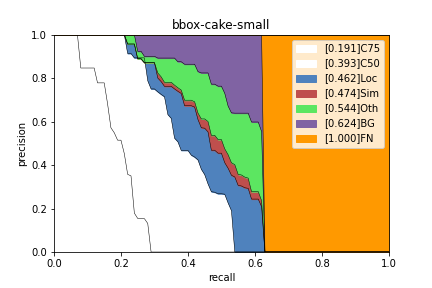 bbox-cake-small
[0.191]C75
[0.393]C50
[0.462]Loc
[0.474]Sim
[0.544]Oth
[0.624]BG
[1.000]FN
precision
1.0
0.8
0.6
0.4
0.2
0.0
0.0 0.2 0.4 0.6 0.8 1.0
recall